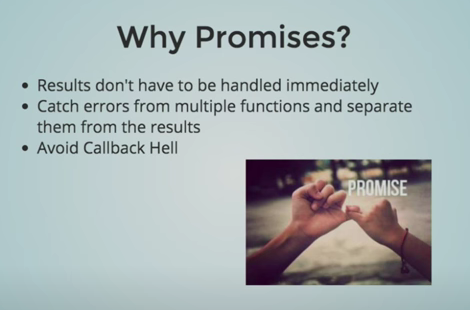 Why Promises?
• Results don't have to be handled immediately
• Catch errors from multiple functions and separate
them from the results
• Avoid Callback Hell
PROMISE